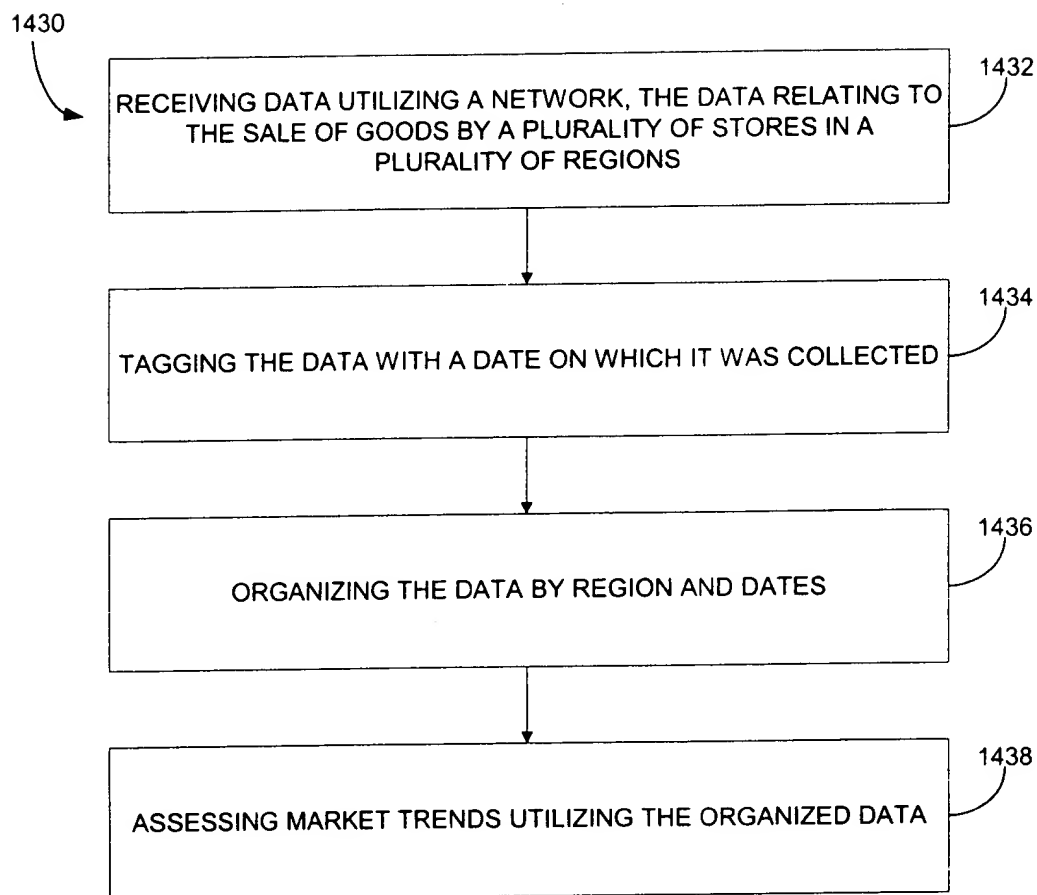 1430
1432
RECEIVING DATA UTILIZING A NETWORK, THE DATA RELATING TO
THE SALE OF GOODS BY A PLURALITY OF STORES IN A
PLURALITY OF REGIONS
1434
TAGGING THE DATA WITH A DATE ON WHICH IT WAS COLLECTED
1436
ORGANIZING THE DATA BY REGION AND DATES
1438
ASSESSING MARKET TRENDS UTILIZING THE ORGANIZED DATA